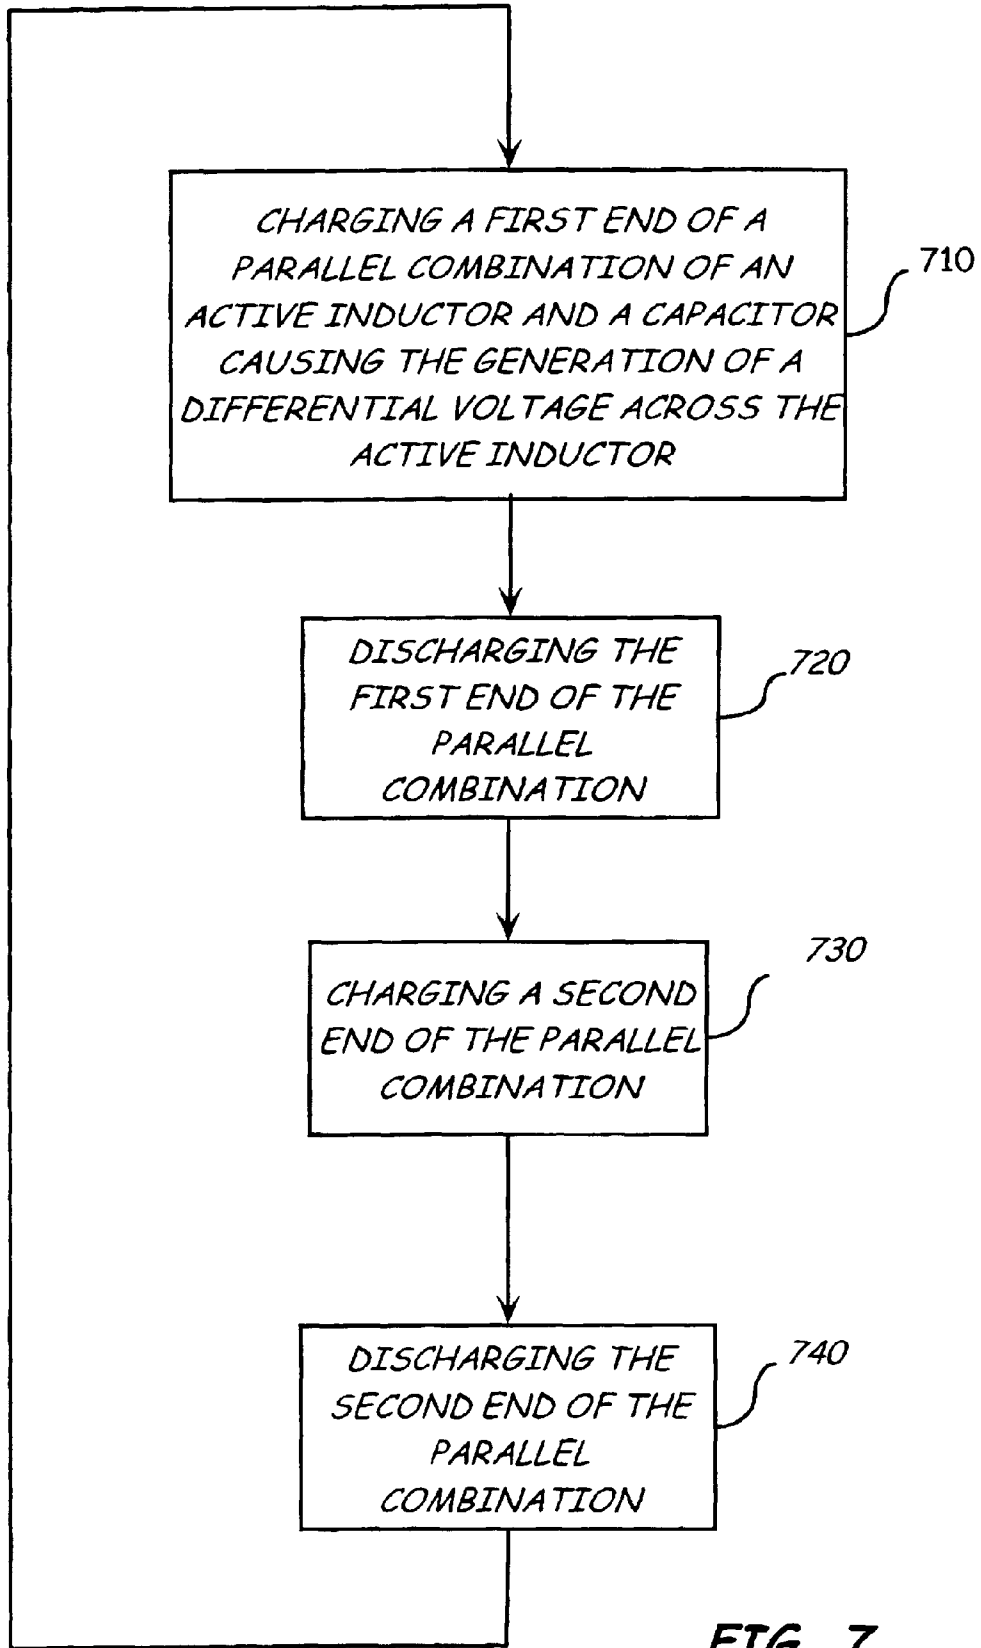 CHARGING A FIRST END OF A
PARALLEL COMBINATION OF AN
ACTIVE INDUCTOR AND A CAPACITOR
CAUSING THE GENERATION OF A
DIFFERENTIAL VOLTAGE ACROSS THE
ACTIVE INDUCTOR
710
DISCHARGING THE
FIRST END OF THE
PARALLEL
COMBINATION
720
CHARGING A SECOND
END OF THE PARALLEL
COMBINATION
730
DISCHARGING THE
SECOND END OF THE
PARALLEL
COMBINATION
740
FIG. 7